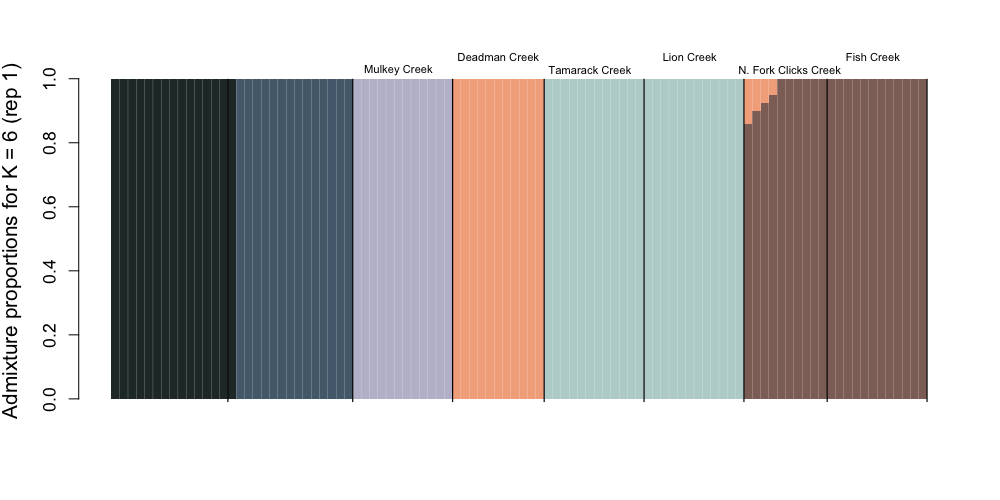 Deadman Creek
Lion Creek
Fish Creek
Mulkey Creek
Tamarack Creek
N. Fork Clicks Creek
Admixture proportions for K = 6 (rep 1)
1.0
0.8
0.6
0.4
0.2
0.0